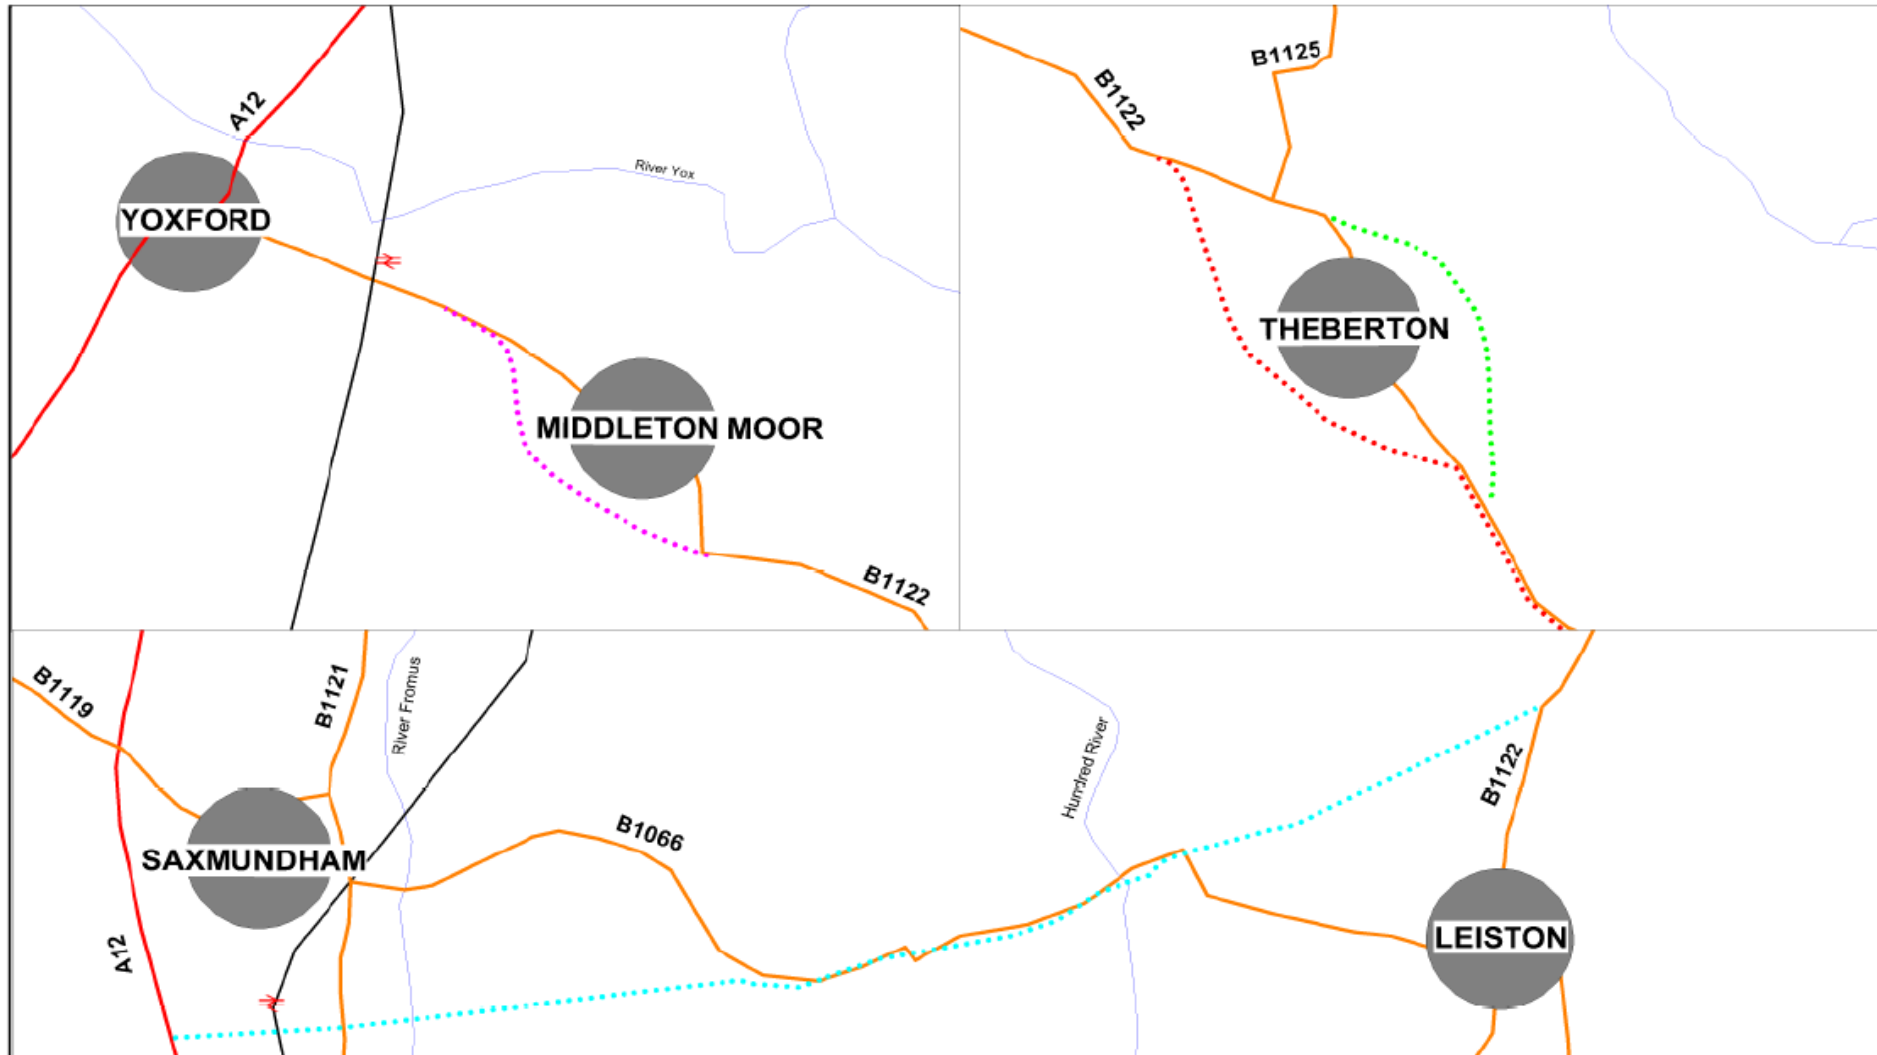 A12
YOXFORD
River Yox
MIDDLETON MOOR
B1122
B1122
B1125
THEBERTON
B1119
B1121
River Fromus
SAXMUNDHAM
A12
B1066
Hundred River
B1122
LEISTON